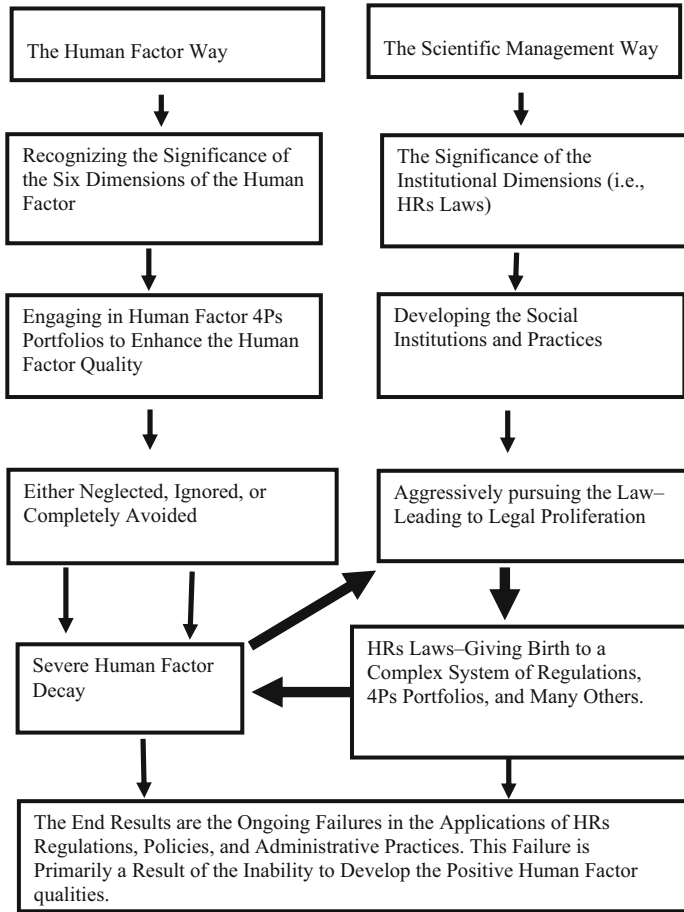 The Human Factor Way
The Scientific Management Way
Recognizing the Significance of
the Six Dimensions of the Human
Factor
The Significance of the
Institutional Dimensions (i.e.,
HRs Laws)
Engaging in Human Factor 4Ps
Portfolios to Enhance the Human
Factor Quality
Developing the Social
Institutions and Practices
Either Neglected, Ignored, or
Completely Avoided
Aggressively pursuing the Law–
Leading to Legal Proliferation
Severe Human Factor
Decay
HRs Laws–Giving Birth to a
Complex System of Regulations,
4Ps Portfolios, and Many Others.
The End Results are the Ongoing Failures in the Applications of HRs
Regulations, Policies, and Administrative Practices. This Failure is
Primarily a Result of the Inability to Develop the Positive Human Factor
qualities.